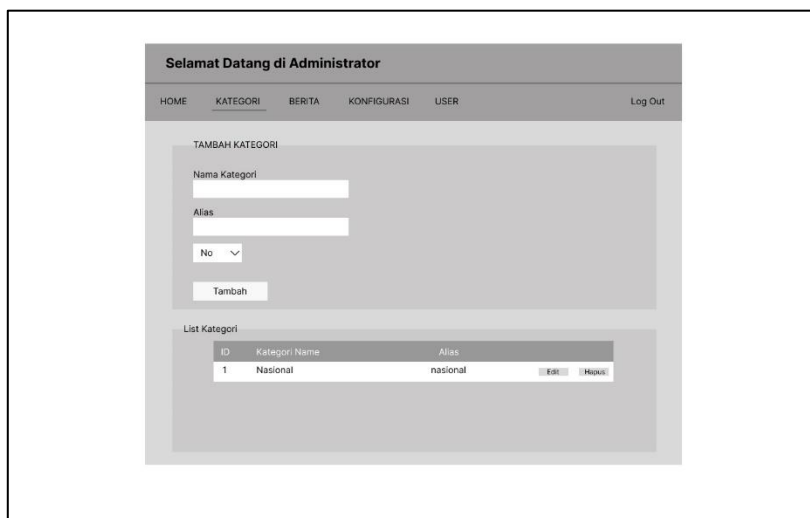 Selamat Datang di Administrator
HOME KATEGORI BERITA KONFIGURASI USER Log Out
TAMBAH KATEGORI
Nama Kategori
Alias
No
Tambah
List Kategori
ID Kategori Name Alias
1 Nasional nasional Edit Hapus